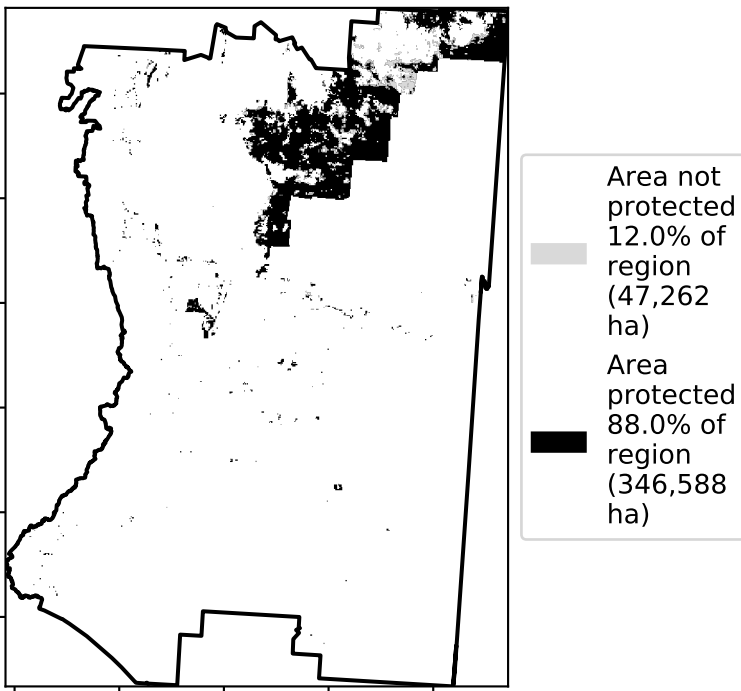 Area not
protected
12.0% of
region
(47,262
ha)
Area
protected
88.0% of
region
(346,588
ha)